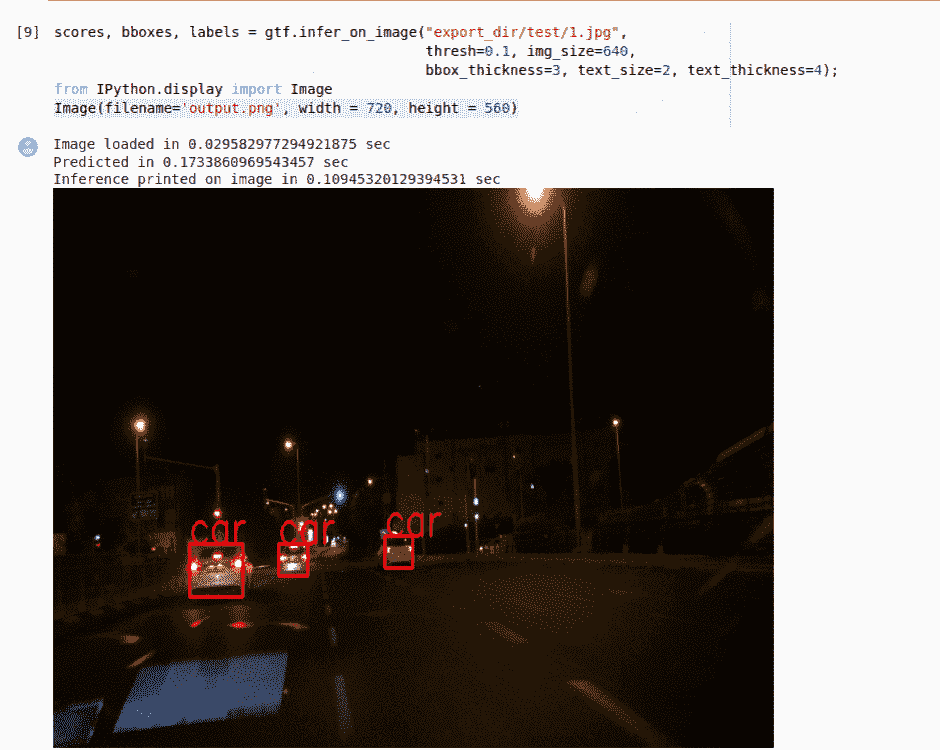 [9] scores, bboxes, labels = gtf.infer_on_image("export_dir/test/1.jpg",
thresh=0.1, img_size=640,
bbox_thickness=3, text_size=2, text_thickness=4);
from IPython.display import Image
Image(filename='output.png', width = 720, height = 560)
Image loaded in 0.029582977294921875 sec
Predicted in 0.1733860969543457 sec
Inference printed on image in 0.10945320129394531 sec
car car car